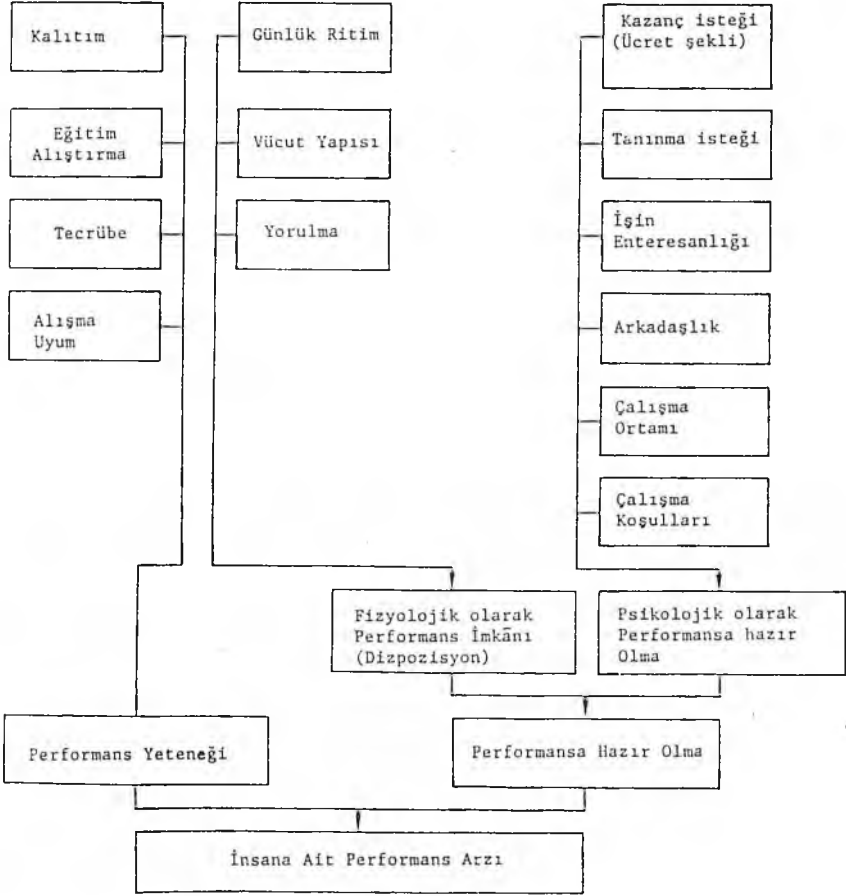 Kalıtım
Eğitim
Alıştırma
Tecrübe
Alışma
Uyum
Günlük Ritim
Vücut Yapısı
Yorulma
Kazanç isteği
(Ücret şekli)
Tanınma isteği
İşin
Enteresanlığı
Arkadaşlık
Çalışma
Ortamı
Çalışma
Koşulları
Fizyolojik olarak
Performans İmkānı
(Dizpozisyon)
Psikolojik olarak
Performansa hazır
Olma
Performans Yeteneği
Performansa Hazır Olma
İnsana Ait Performans Arzı